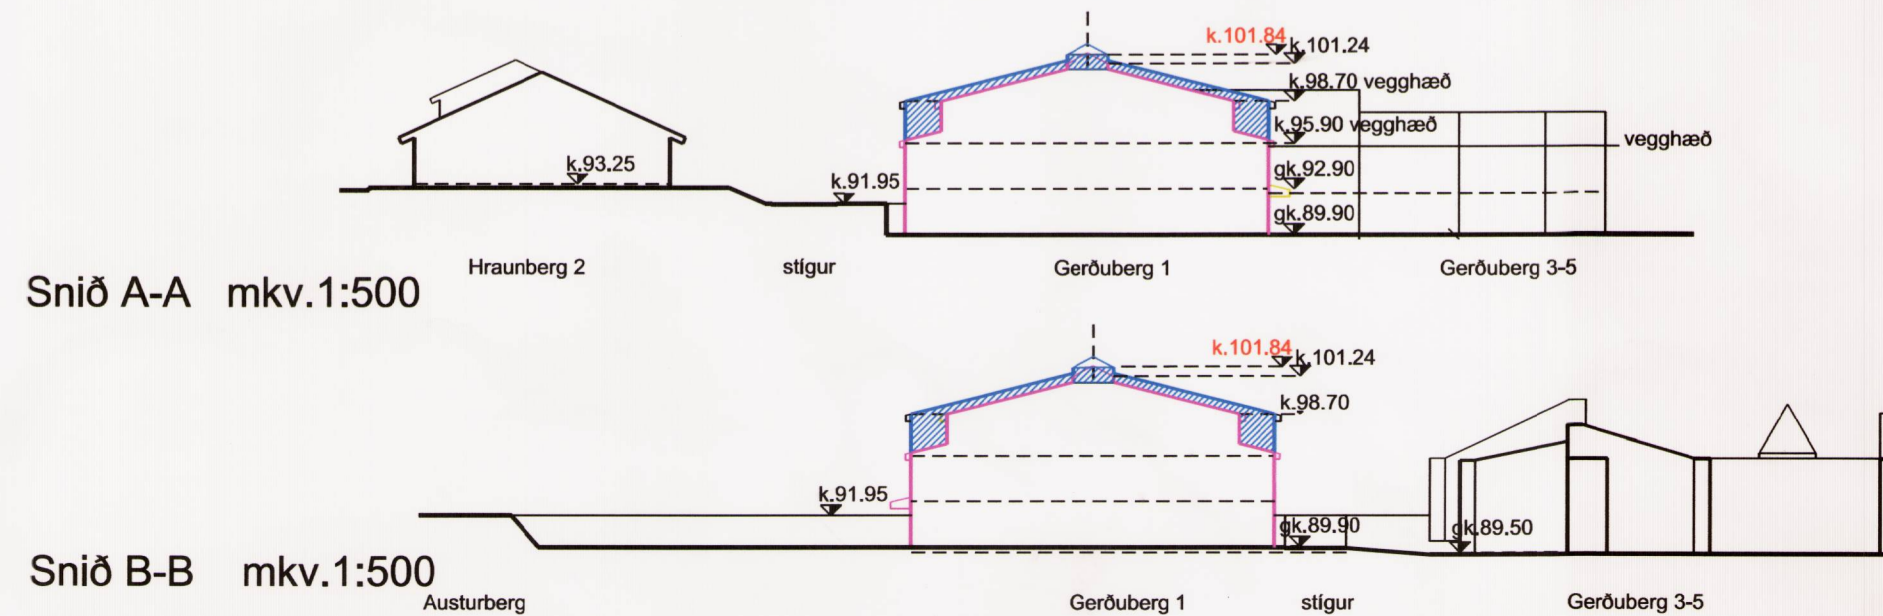 k.101.84
k.101.24
k.98.70 vegghæð
k.95.90 vegghæð
vegghæð
k.93.25
k.91.95
gk.92.90
gk.89.90
Hraunberg 2 stígur Gerðuberg 1 Gerðuberg 3-5
Snið A-A mkv.1:500
k.101.84
k.101.24
k.98.70
k.91.95
gk.89.90
gk.89.50
Snið B-B mkv.1:500
Austurberg Gerðuberg 1 stígur Gerðuberg 3-5